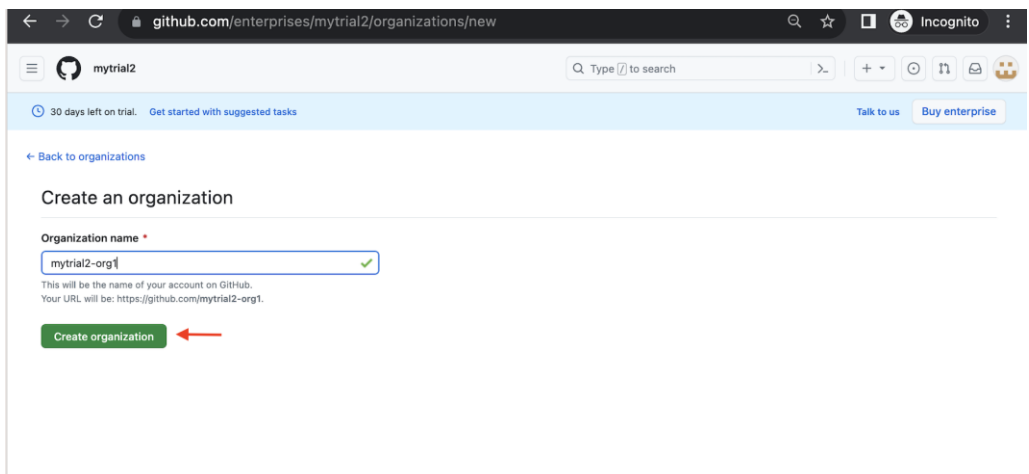 github.com/enterprises/mytrial2/organizations/new
Incognito
mytrial2
Type / to search
30 days left on trial. Get started with suggested tasks
Talk to us
Buy enterprise
← Back to organizations
Create an organization
Organization name *
mytrial2-org1
This will be the name of your account on GitHub.
Your URL will be: https://github.com/mytrial2-org1.
Create organization